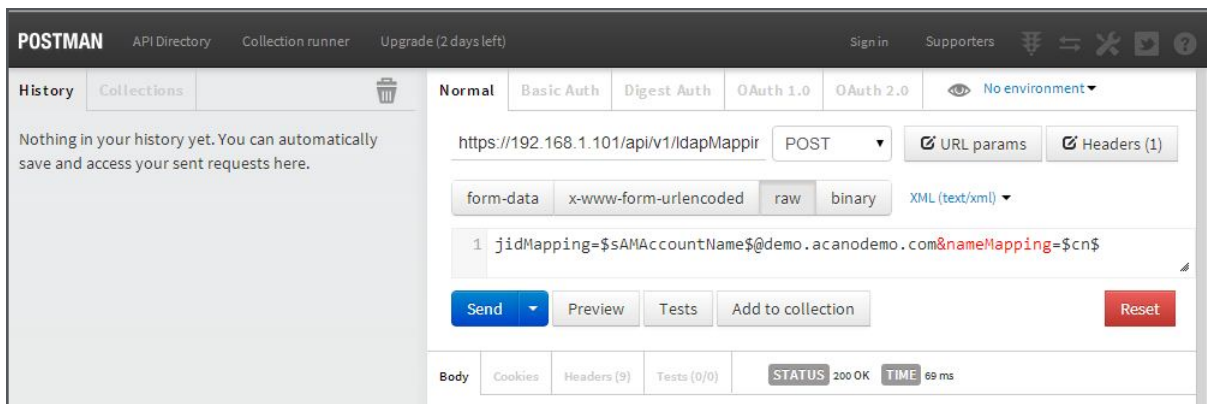 POSTMAN API Directory Collection runner Upgrade (2 days left) Sign in Supporters
History Collections
Nothing in your history yet. You can automatically
save and access your sent requests here.
Normal Basic Auth Digest Auth OAuth 1.0 OAuth 2.0 No environment
https://192.168.1.101/api/v1/ldapMappir POST URL params Headers (1)
form-data x-www-form-urlencoded raw binary XML (text/xml)
1 jidMapping=$sAMAccountName$@demo.acanodemo.com&nameMapping=$cn$
Send Preview Tests Add to collection Reset
Body Cookies Headers (9) Tests (0/0) STATUS 200 OK TIME 69 ms